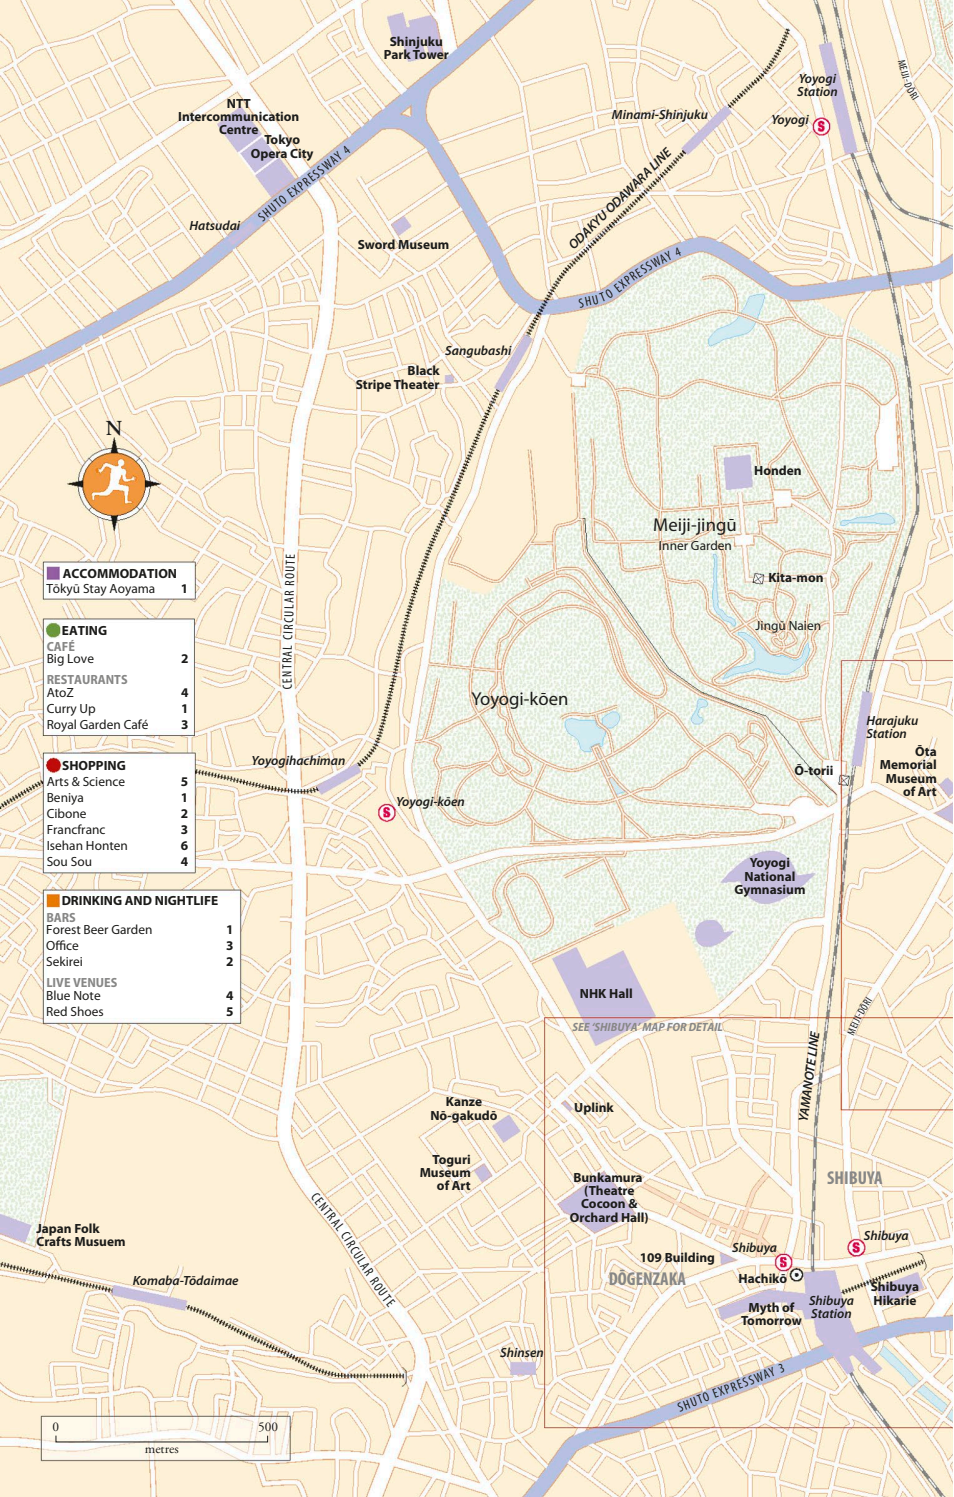 Shinjuku
Park Tower
NTT
Intercommunication
Centre
Tokyo
Opera City
SHUTO EXPRESSWAY 4
Hatsudai
Sword Museum
Minami-Shinjuku
Yoyogi
Station
Yoyogi
S
MEIJI-DŌRI
ODAKYU ODAWARA LINE
SHUTO EXPRESSWAY 4
Sangubashi
Black
Stripe Theater
N
Honden
Meiji-jingū
Inner Garden
Kita-mon
Jingū Naien
CENTRAL CIRCULAR ROUTE
ACCOMMODATION
Tōkyū Stay Aoyama 1
EATING
CAFÉ
Big Love 2
RESTAURANTS
AtoZ 4
Curry Up 1
Royal Garden Café 3
SHOPPING
Arts & Science 5
Beniya 1
Cibone 2
Francfranc 3
Isehan Honten 6
Sou Sou 4
DRINKING AND NIGHTLIFE
BARS
Forest Beer Garden 1
Office 3
Sekirei 2
LIVE VENUES
Blue Note 4
Red Shoes 5
Yoyogi-kōen
Yoyogihachiman
S
Yoyogi-kōen
Harajuku
Station
Ō-torii
Ōta
Memorial
Museum
of Art
Yoyogi
National
Gymnasium
NHK Hall
SEE 'SHIBUYA' MAP FOR DETAIL
MEIJI-DŌRI
YAMANOTE LINE
Kanze
Nō-gakudō
Uplink
Toguri
Museum
of Art
Bunkamura
(Theatre
Cocoon &
Orchard Hall)
SHIBUYA
Japan Folk
Crafts Musuem
CENTRAL CIRCULAR ROUTE
Komaba-Tōdaimae
109 Building
Shibuya
S
Shibuya
S
DŌGENZAKA
Hachikō
Myth of
Tomorrow
Shibuya
Station
Shibuya
Hikarie
Shinsen
SHUTO EXPRESSWAY 3
0 500
metres